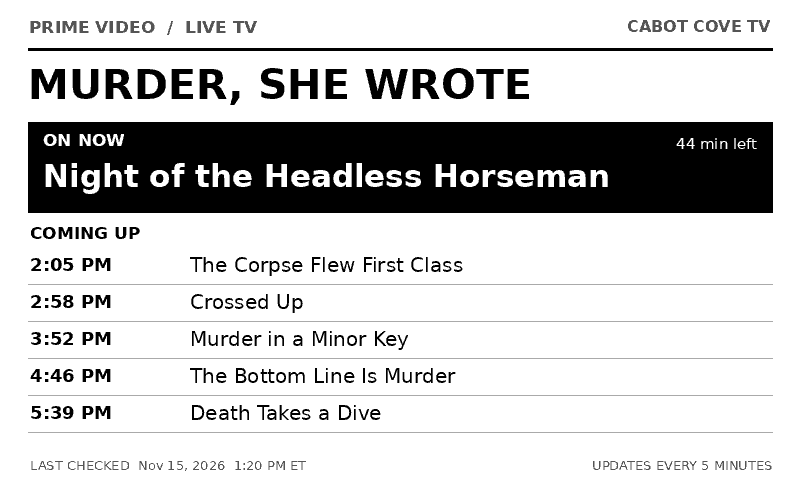 PRIME VIDEO / LIVE TV
CABOT COVE TV
MURDER, SHE WROTE
ON NOW
44 min left
Night of the Headless Horseman
COMING UP
2:05 PM The Corpse Flew First Class
2:58 PM Crossed Up
3:52 PM Murder in a Minor Key
4:46 PM The Bottom Line Is Murder
5:39 PM Death Takes a Dive
LAST CHECKED Nov 15, 2026 1:20 PM ET
UPDATES EVERY 5 MINUTES